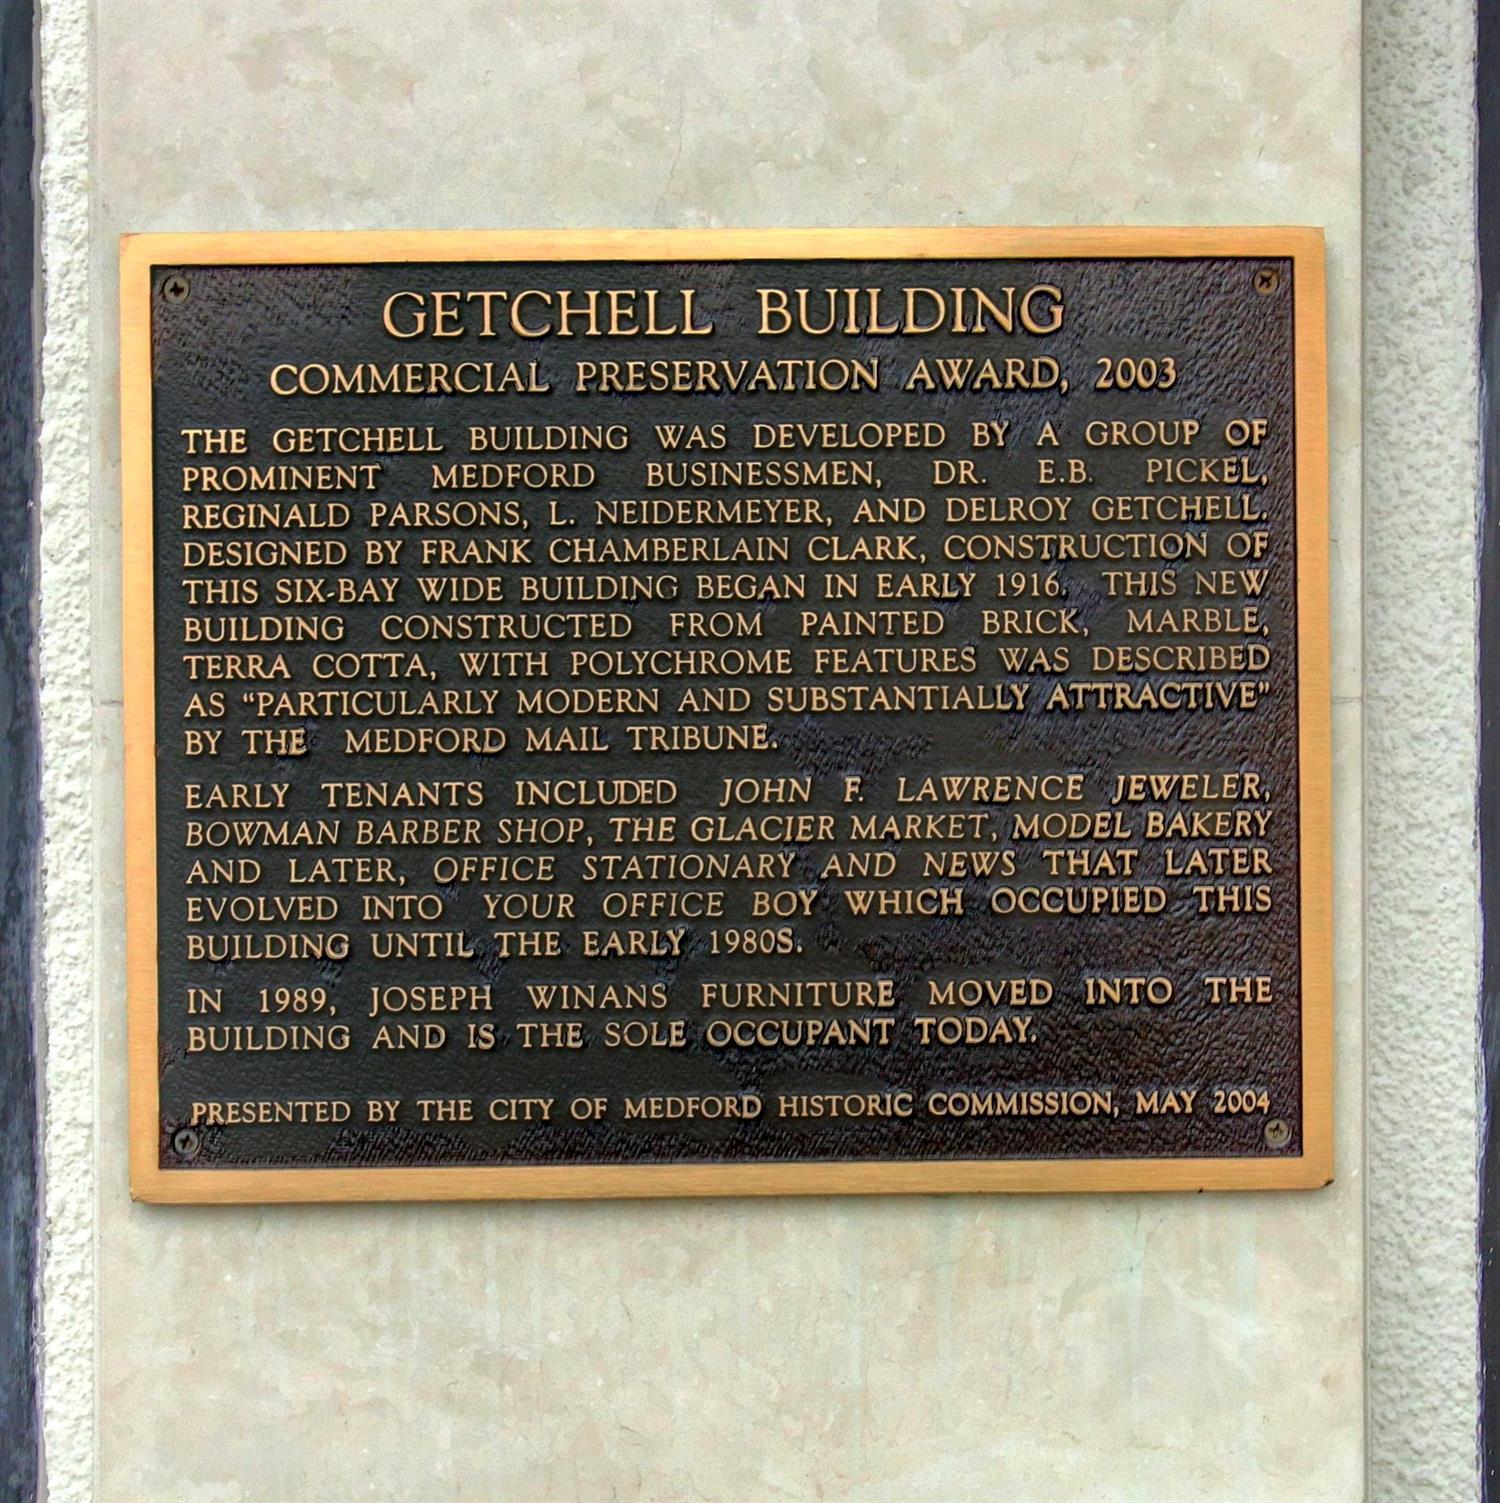 GETCHELL BUILDING
COMMERCIAL PRESERVATION AWARD, 2003
THE GETCHELL BUILDING WAS DEVELOPED BY A GROUP OF
PROMINENT MEDFORD BUSINESSMEN, DR. E.B. PICKEL,
REGINALD PARSONS, L. NEIDERMEYER, AND DELROY GETCHELL.
DESIGNED BY FRANK CHAMBERLAIN CLARK, CONSTRUCTION OF
THIS SIX-BAY WIDE BUILDING BEGAN IN EARLY 1916. THIS NEW
BUILDING CONSTRUCTED FROM PAINTED BRICK, MARBLE,
TERRA COTTA, WITH POLYCHROME FEATURES WAS DESCRIBED
AS "PARTICULARLY MODERN AND SUBSTANTIALLY ATTRACTIVE"
BY THE MEDFORD MAIL TRIBUNE.
EARLY TENANTS INCLUDED JOHN F. LAWRENCE JEWELER,
BOWMAN BARBER SHOP, THE GLACIER MARKET, MODEL BAKERY
AND LATER, OFFICE STATIONARY AND NEWS THAT LATER
EVOLVED INTO YOUR OFFICE BOY WHICH OCCUPIED THIS
BUILDING UNTIL THE EARLY 1980S.
IN 1989, JOSEPH WINANS FURNITURE MOVED INTO THE
BUILDING AND IS THE SOLE OCCUPANT TODAY.
PRESENTED BY THE CITY OF MEDFORD HISTORIC COMMISSION, MAY 2004